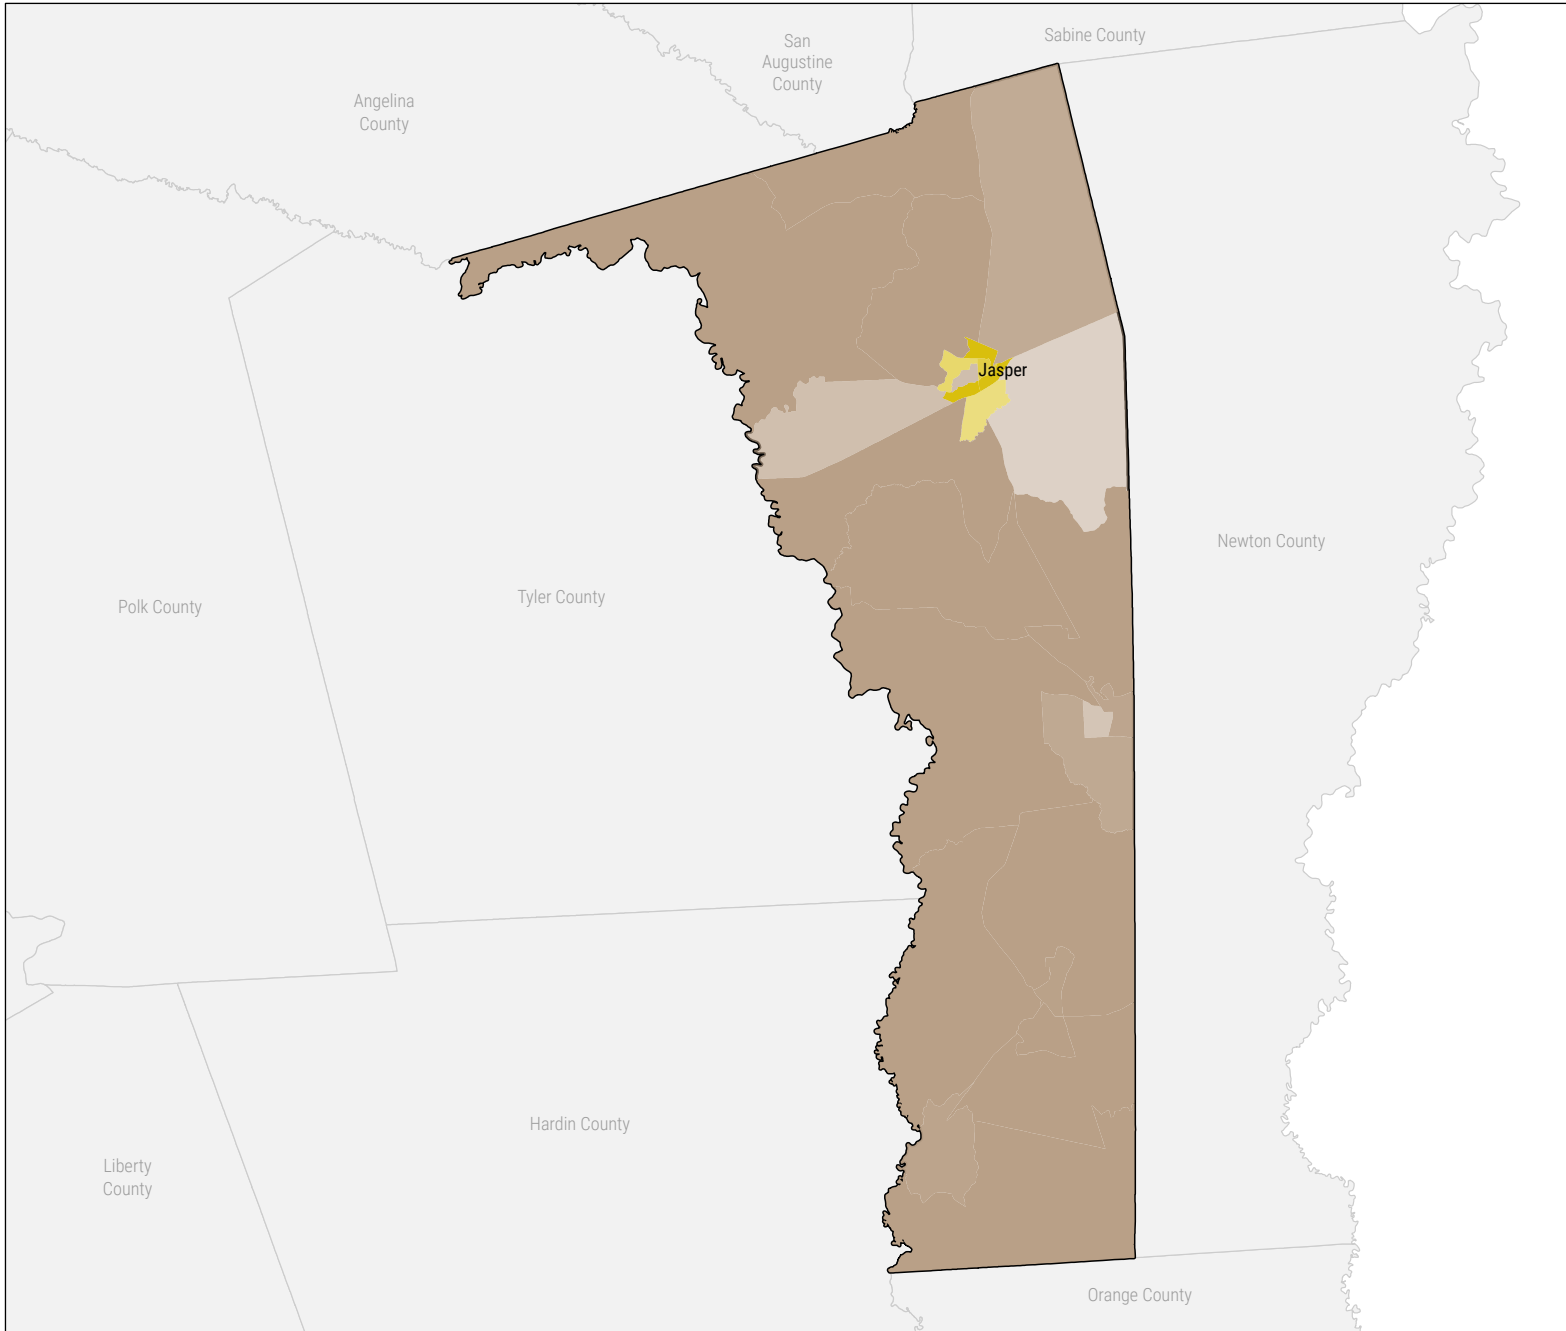 Sabine County
San
Augustine
County
Angelina
County
Jasper
Newton County
Tyler County
Polk County
Hardin County
Liberty
County
Orange County